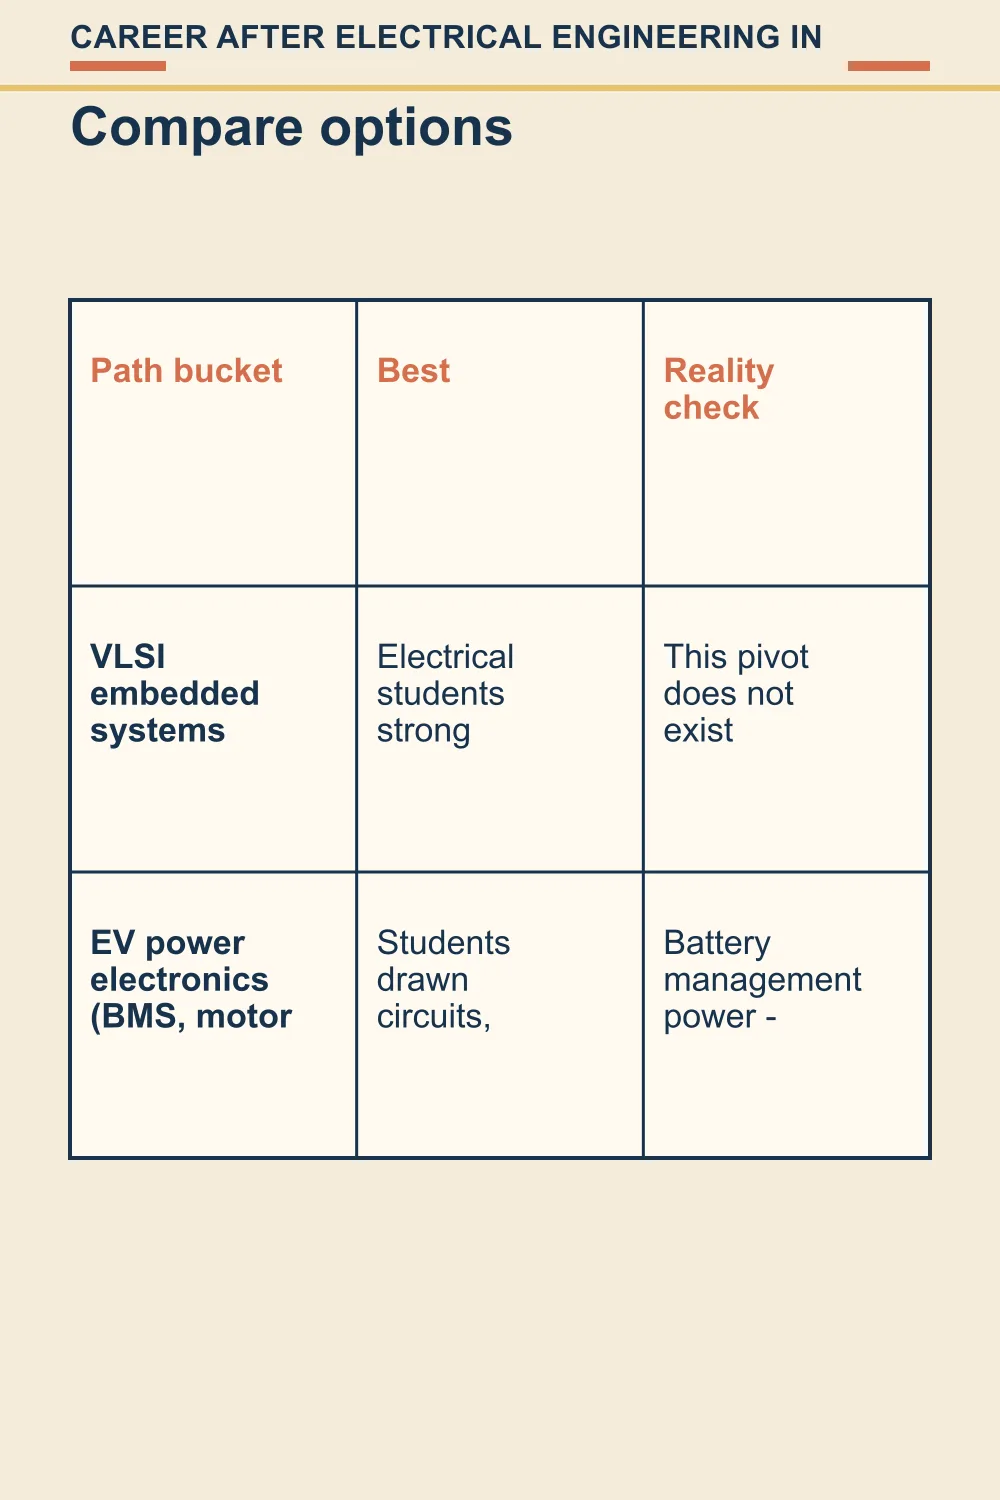 CAREER AFTER ELECTRICAL ENGINEERING IN
Compare options
Path bucket
Best
Reality
check
VLSI
embedded
systems
Electrical
students
strong
This pivot
does not
exist
EV power
electronics
(BMS, motor
Students
drawn
circuits,
Battery
management
power -